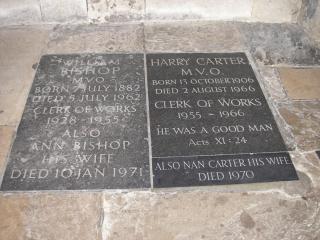 WILLIAM
BISHOP
M.V.O.
BORN 7 JULY 1882
DIED 5 JULY 1962
CLERK OF WORKS
1928 - 1955
ALSO
ANN BISHOP
HIS WIFE
DIED 10 JAN 1971
HARRY CARTER
M.V.O.
BORN 15 OCTOBER 1906
DIED 2 AUGUST 1966
CLERK OF WORKS
1955 - 1966
HE WAS A GOOD MAN
Acts XI : 24
ALSO NAN CARTER HIS WIFE
DIED 1970